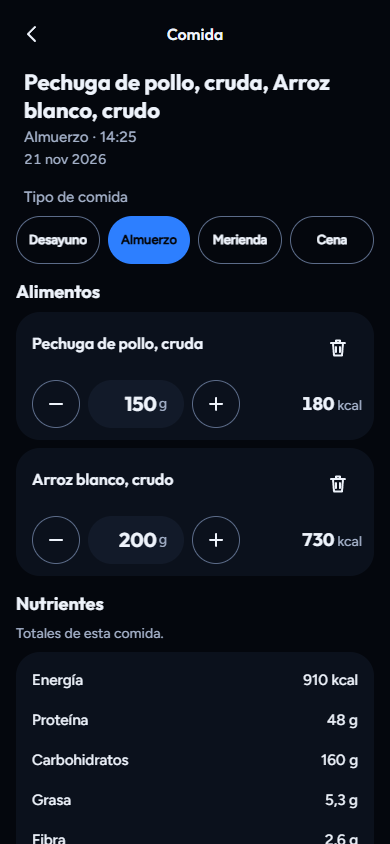 Comida
Pechuga de pollo, cruda, Arroz
blanco, crudo
Almuerzo · 14:25
21 nov 2026
Tipo de comida
Desayuno
Almuerzo
Merienda
Cena
Alimentos
Pechuga de pollo, cruda
150 g
180 kcal
Arroz blanco, crudo
200 g
730 kcal
Nutrientes
Totales de esta comida.
Energía 910 kcal
Proteína 48 g
Carbohidratos 160 g
Grasa 5,3 g
Fibra 2,6 g